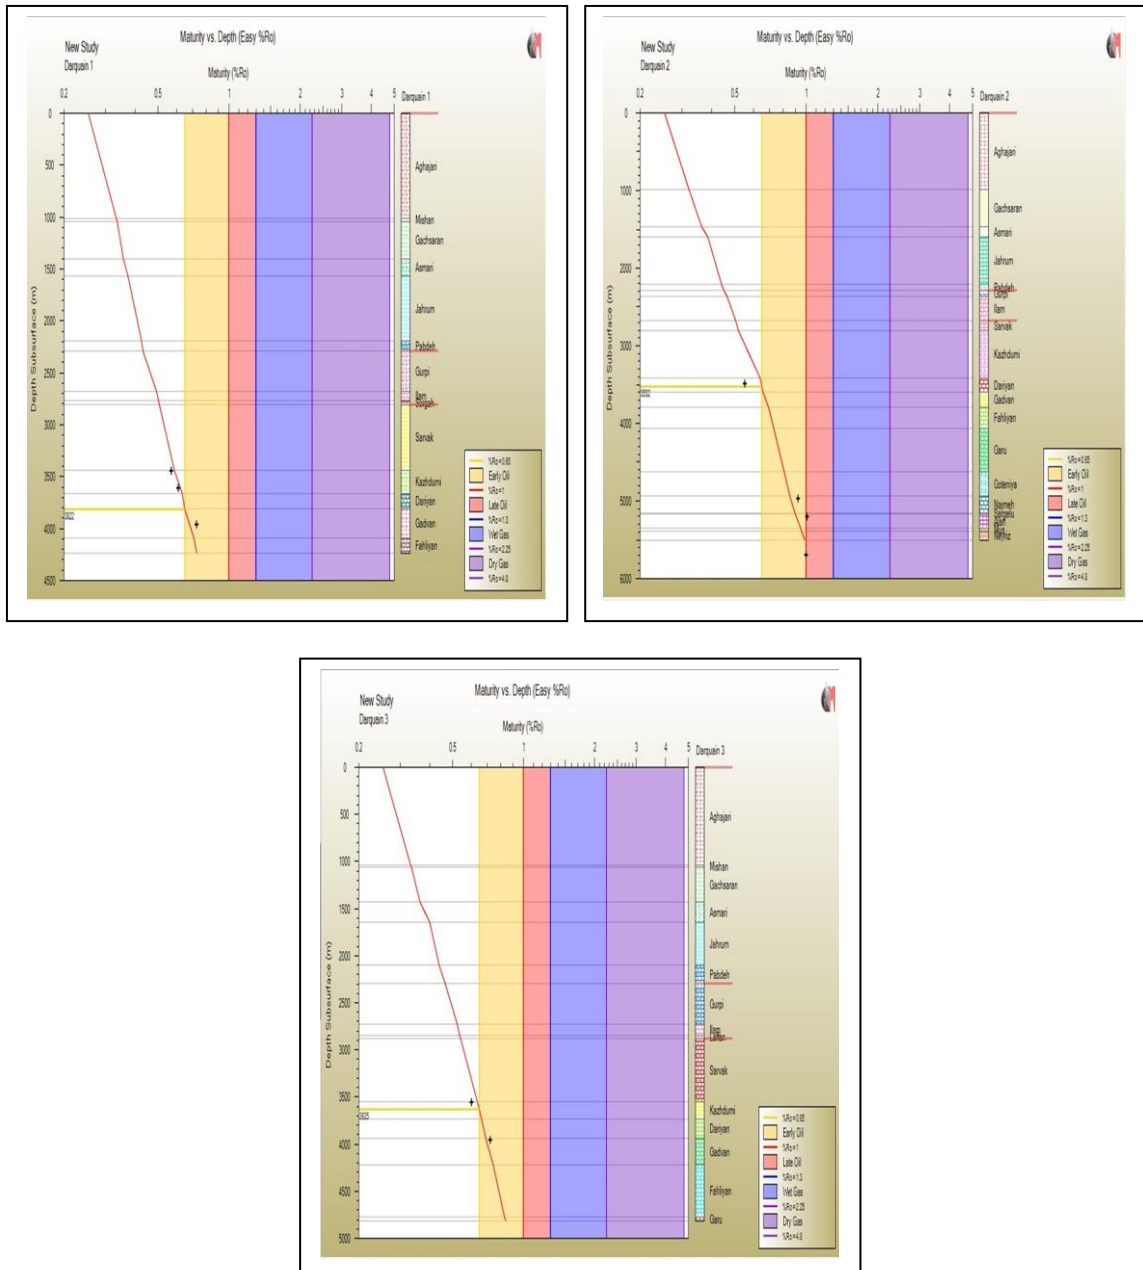 New Study
Darquain 1
Maturity vs. Depth (Easy %Ro)
Maturity (%Ro)
0.2 0.5 1 2 3 4 5
Darquain 1
Depth Subsurface (m)
0
500
1000
1500
2000
2500
3000
3500
4000
4500
Aghajari
Mishan
Gachsaran
Asmari
Jahrum
Pabdeh
Gurpi
Ilam
Sarvak
Kazhdumi
Dariyan
Gadvan
Fahliyan
%Ro=0.65
Early Oil
%Ro=1
Late Oil
%Ro=1.3
Wet Gas
%Ro=2.25
Dry Gas
%Ro=4.8
New Study
Darquain 2
Maturity vs. Depth (Easy %Ro)
Maturity (%Ro)
0.2 0.5 1 2 3 4 5
Darquain 2
Depth Subsurface (m)
0
1000
2000
3000
4000
5000
6000
Aghajari
Gachsaran
Asmari
Jahrum
Pabdeh
Gurpi
Ilam
Sarvak
Kazhdumi
Dariyan
Gadvan
Fahliyan
Garu
Goteniya
Najmeh
Sargelu
Neyriz
%Ro=0.65
Early Oil
%Ro=1
Late Oil
%Ro=1.3
Wet Gas
%Ro=2.25
Dry Gas
%Ro=4.8
New Study
Darquain 3
Maturity vs. Depth (Easy %Ro)
Maturity (%Ro)
0.2 0.5 1 2 3 4 5
Darquain 3
Depth Subsurface (m)
0
500
1000
1500
2000
2500
3000
3500
4000
4500
5000
Aghajari
Mishan
Gachsaran
Asmari
Jahrum
Pabdeh
Gurpi
Ilam
Laffan
Sarvak
Kazhdumi
Dariyan
Gadvan
Fahliyan
Garu
%Ro=0.65
Early Oil
%Ro=1
Late Oil
%Ro=1.3
Wet Gas
%Ro=2.25
Dry Gas
%Ro=4.8